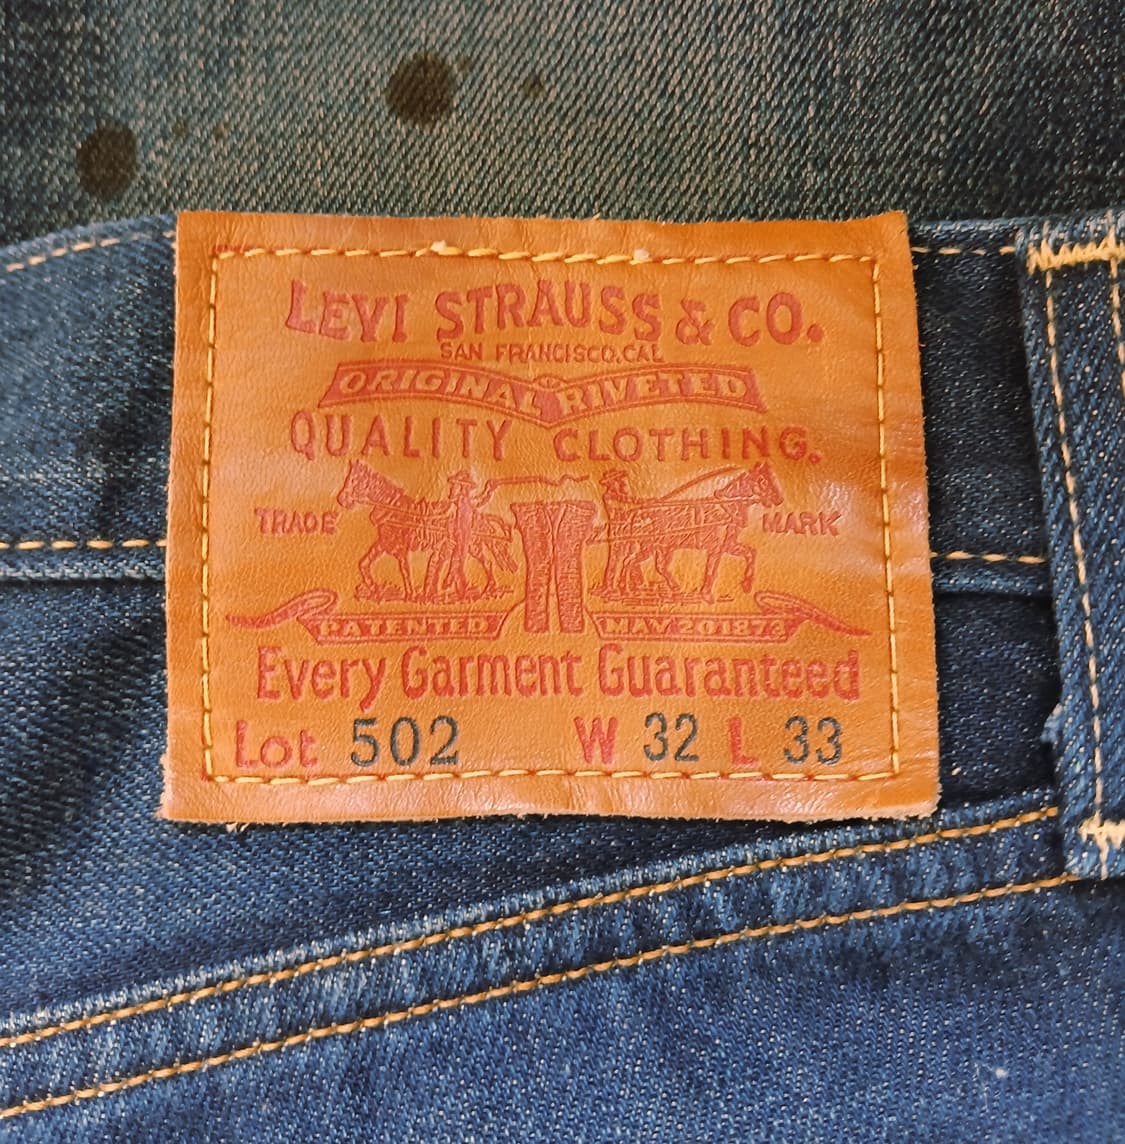 LEVI STRAUSS & CO.
SAN FRANCISCO, CAL
ORIGINAL RIVETED
QUALITY CLOTHING.
TRADE MARK
PATENTED MAY 20 1873
Every Garment Guaranteed
Lot 502 W 32 L 33